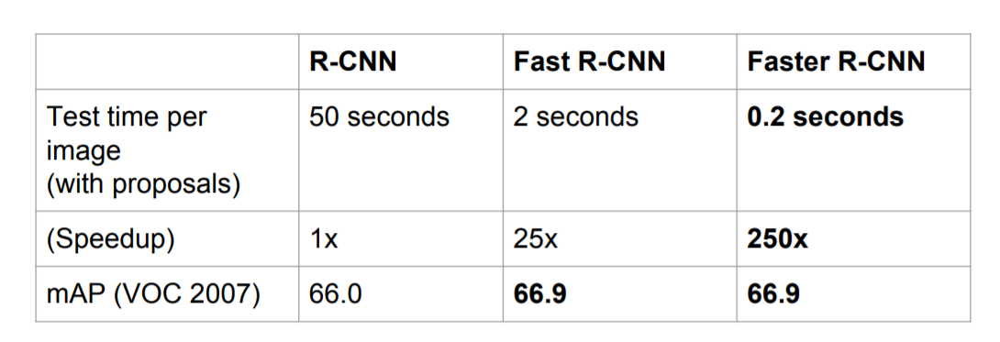 R-CNN Fast R-CNN Faster R-CNN
Test time per
image
(with proposals) 50 seconds 2 seconds 0.2 seconds
(Speedup) 1x 25x 250x
mAP (VOC 2007) 66.0 66.9 66.9